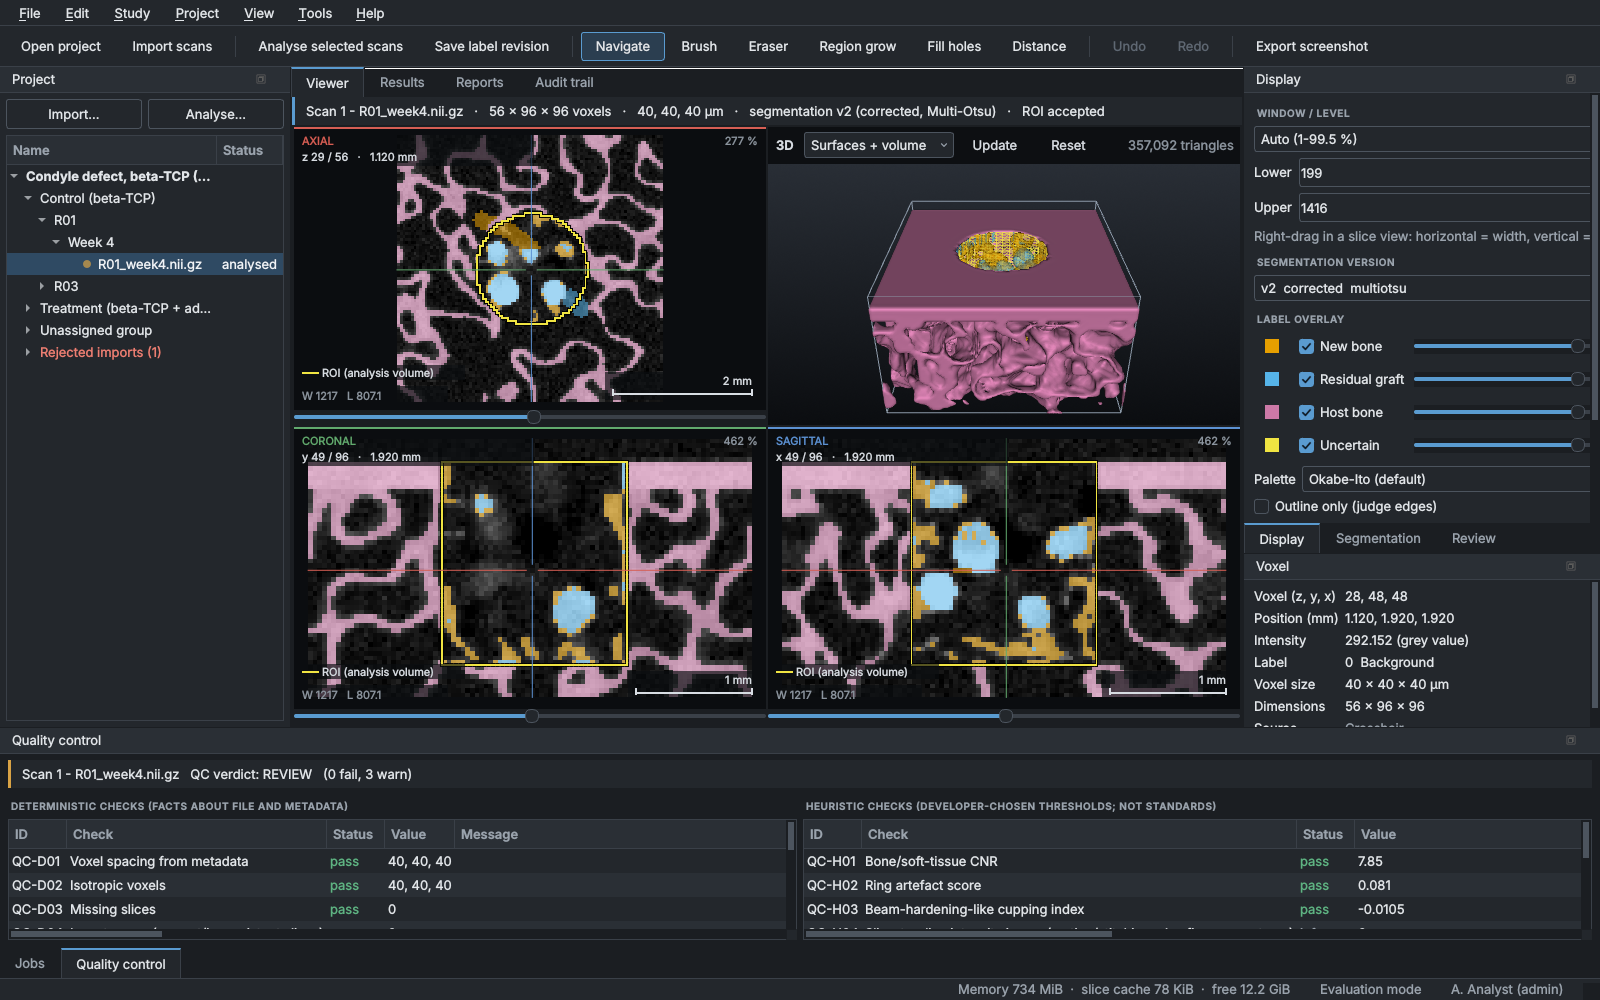 File Edit Study Project View Tools Help
Open project Import scans Analyse selected scans Save label revision Navigate Brush Eraser Region grow Fill holes Distance Undo Redo Export screenshot
Project
Import... Analyse...
Name Status
Condyle defect, beta-TCP (...
Control (beta-TCP)
R01
Week 4
R01_week4.nii.gz analysed
R03
Treatment (beta-TCP + ad...
Unassigned group
Rejected imports (1)
Viewer Results Reports Audit trail
Scan 1 - R01_week4.nii.gz · 56 × 96 × 96 voxels · 40, 40, 40 µm · segmentation v2 (corrected, Multi-Otsu) · ROI accepted
AXIAL 277 %
z 29 / 56 · 1.120 mm
ROI (analysis volume)
2 mm
W 1217 L 807.1
3D Surfaces + volume Update Reset 357,092 triangles
CORONAL 462 %
y 49 / 96 · 1.920 mm
ROI (analysis volume)
1 mm
W 1217 L 807.1
SAGITTAL 462 %
x 49 / 96 · 1.920 mm
ROI (analysis volume)
1 mm
W 1217 L 807.1
Display
WINDOW / LEVEL
Auto (1-99.5 %)
Lower 199
Upper 1416
Right-drag in a slice view: horizontal = width, vertical =
SEGMENTATION VERSION
v2 corrected multiotsu
LABEL OVERLAY
New bone
Residual graft
Host bone
Uncertain
Palette Okabe-Ito (default)
Outline only (judge edges)
Display Segmentation Review
Voxel
Voxel (z, y, x) 28, 48, 48
Position (mm) 1.120, 1.920, 1.920
Intensity 292.152 (grey value)
Label 0 Background
Voxel size 40 × 40 × 40 µm
Dimensions 56 × 96 × 96
Quality control
Scan 1 - R01_week4.nii.gz QC verdict: REVIEW (0 fail, 3 warn)
DETERMINISTIC CHECKS (FACTS ABOUT FILE AND METADATA)
ID Check Status Value Message
QC-D01 Voxel spacing from metadata pass 40, 40, 40
QC-D02 Isotropic voxels pass 40, 40, 40
QC-D03 Missing slices pass 0
HEURISTIC CHECKS (DEVELOPER-CHOSEN THRESHOLDS; NOT STANDARDS)
ID Check Status Value
QC-H01 Bone/soft-tissue CNR pass 7.85
QC-H02 Ring artefact score pass 0.081
QC-H03 Beam-hardening-like cupping index pass -0.0105
Jobs Quality control
Memory 734 MiB · slice cache 78 KiB · free 12.2 GiB Evaluation mode A. Analyst (admin)